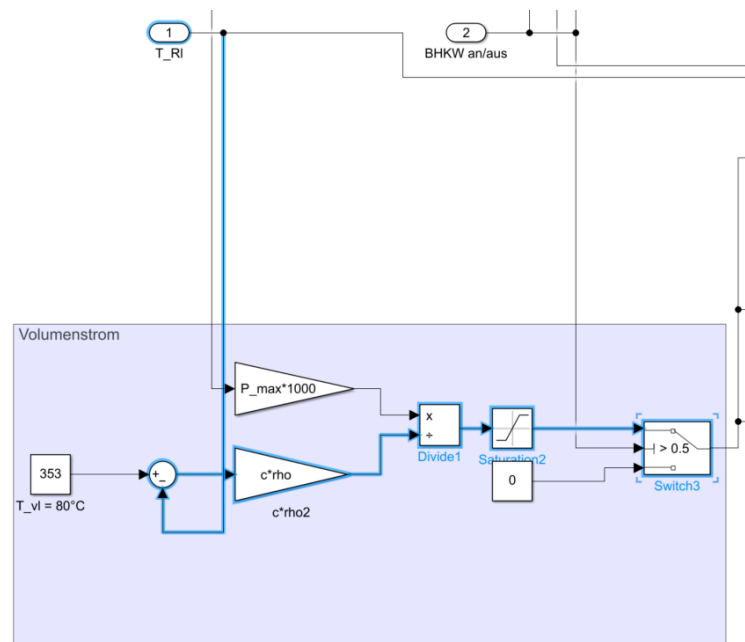 1
T_Rl
2
BHKW an/aus
Volumenstrom
P_max*1000
x
÷
Divide1
Saturation2
> 0.5
Switch3
353
T_vl = 80°C
+
_
c*rho
c*rho2
0